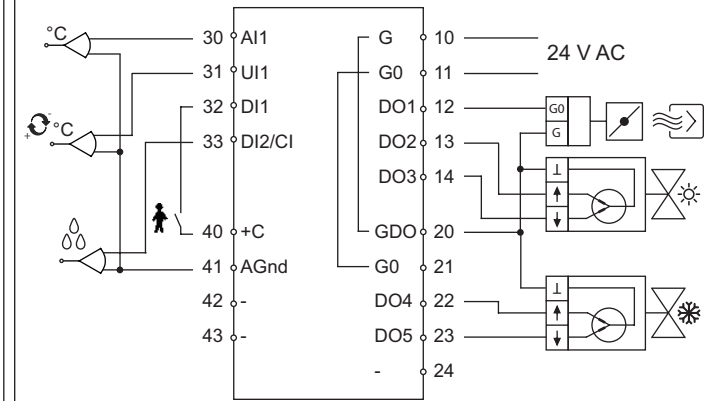 °C
30 AI1
G 10
24 V AC
31 UI1
G0 11
32 DI1
DO1 12
G0
- °C
+
33 DI2/CI
DO2 13
G
DO3 14
⊥
↑
↓
40 +C
GDO 20
41 AGnd
G0 21
42 -
DO4 22
⊥
↑
↓
43 -
DO5 23
- 24